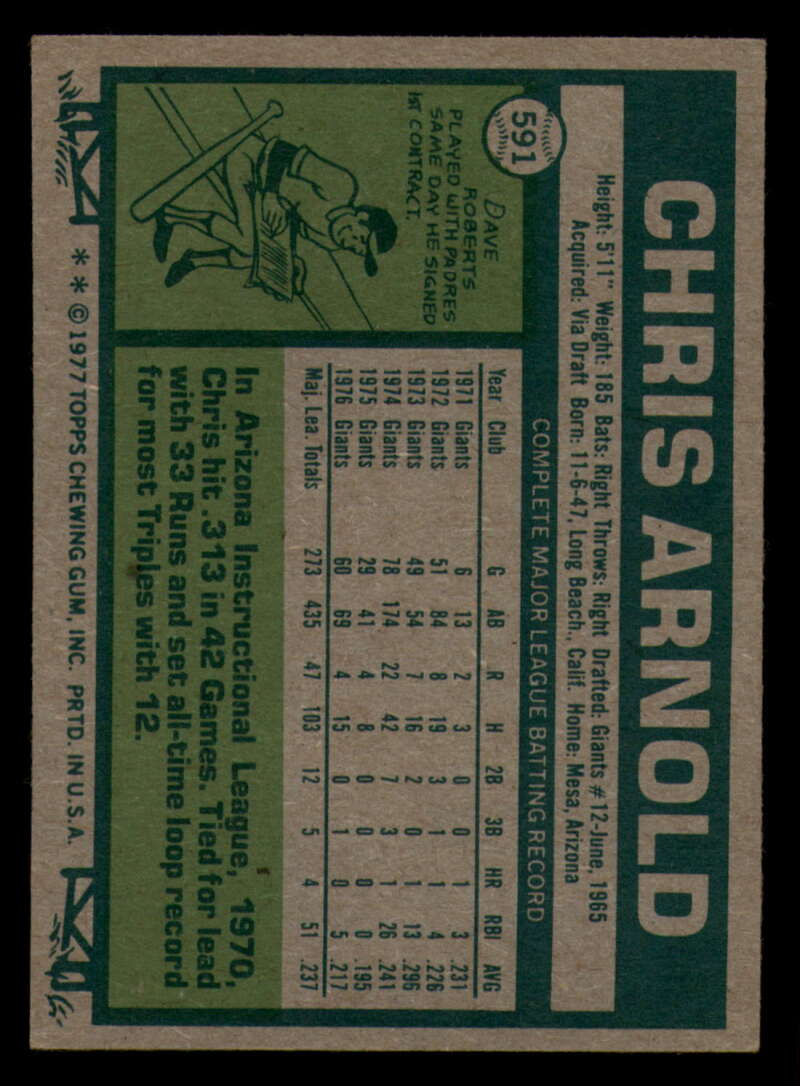 CHRIS ARNOLD
591
Height: 5'11" Weight: 185 Bats: Right Throws: Right Drafted: Giants #12-June, 1965
Acquired: Via Draft Born: 11-6-47, Long Beach., Calif. Home: Mesa, Arizona
COMPLETE MAJOR LEAGUE BATTING RECORD
Year Club G AB R H 2B 3B HR RBI AVG
1971 Giants 6 13 2 3 0 0 1 3 .231
1972 Giants 51 84 8 19 3 1 1 4 .226
1973 Giants 49 54 7 16 2 0 1 13 .296
1974 Giants 78 174 22 42 7 3 1 26 .241
1975 Giants 29 41 4 8 0 0 0 0 .195
1976 Giants 60 69 4 15 0 1 0 5 .217
Maj. Lea. Totals 273 435 47 103 12 5 4 51 .237
DAVE
ROBERTS
PLAYED WITH PADRES
SAME DAY HE SIGNED
1ST CONTRACT.
In Arizona Instructional League, 1970,
Chris hit .313 in 42 Games. Tied for lead
with 33 Runs and set all-time loop record
for most Triples with 12.
* * © 1977 TOPPS CHEWING GUM, INC. PRTD. IN U.S.A.